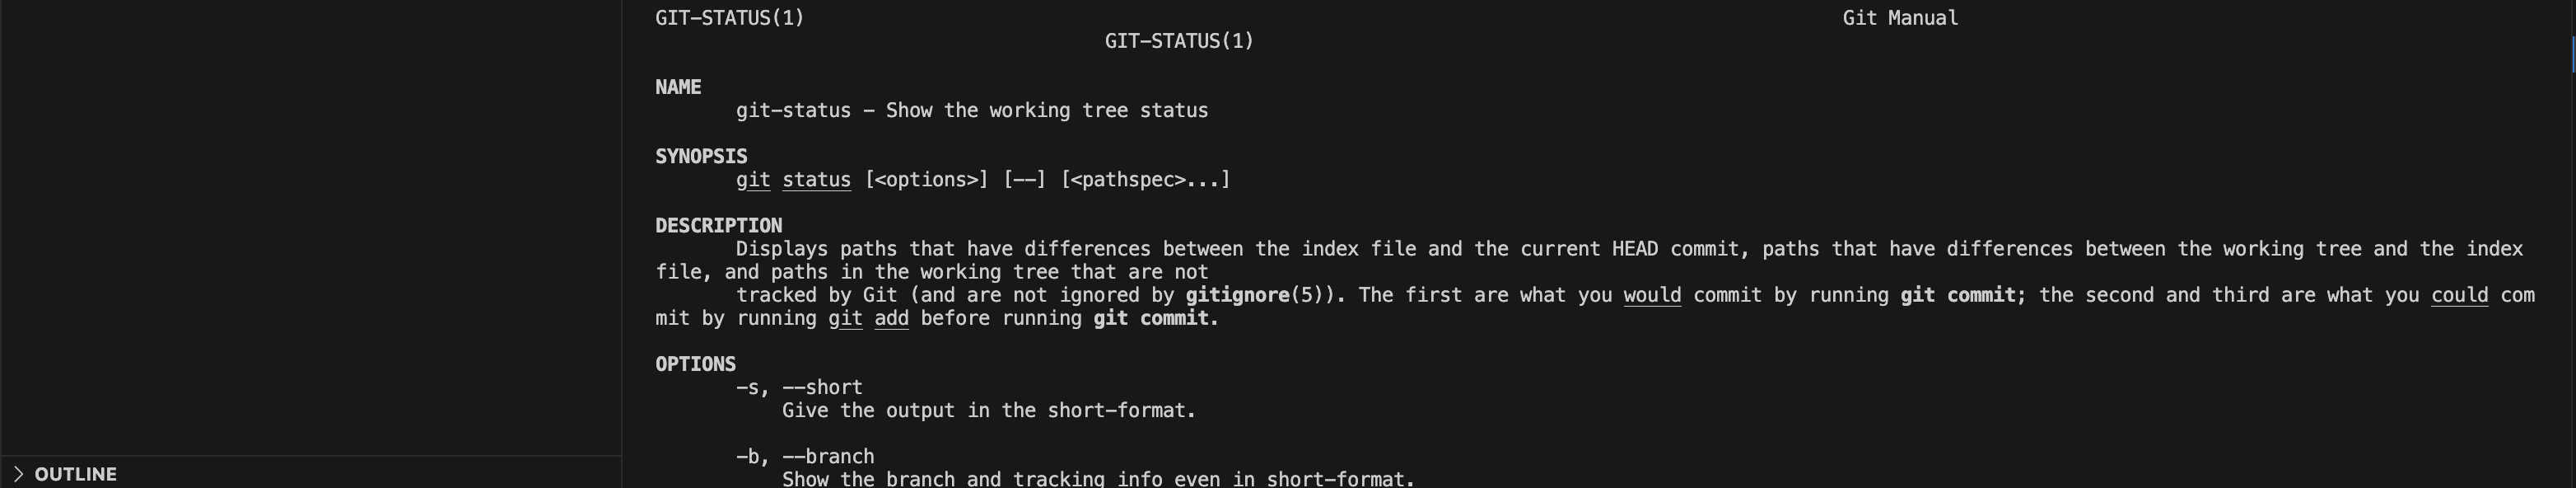 GIT-STATUS(1) Git Manual
GIT-STATUS(1)
NAME
git-status - Show the working tree status
SYNOPSIS
git status [<options>] [--] [<pathspec>...]
DESCRIPTION
Displays paths that have differences between the index file and the current HEAD commit, paths that have differences between the working tree and the index
file, and paths in the working tree that are not
tracked by Git (and are not ignored by gitignore(5)). The first are what you would commit by running git commit; the second and third are what you could com
mit by running git add before running git commit.
OPTIONS
-s, --short
Give the output in the short-format.
-b, --branch
Show the branch and tracking info even in short-format.
OUTLINE